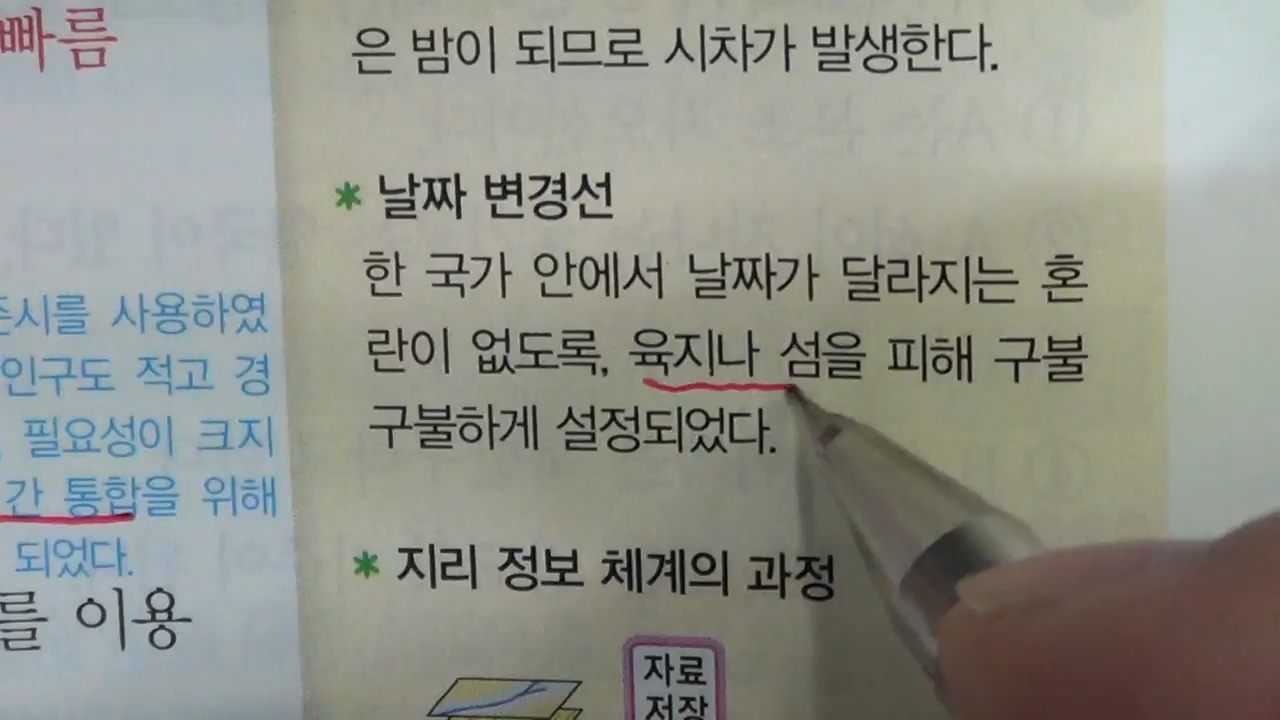 빠름
준시를 사용하였
인구도 적고 경
필요성이 크지
간 통합을 위해
되었다.
를 이용
은 밤이 되므로 시차가 발생한다.
* 날짜 변경선
한 국가 안에서 날짜가 달라지는 혼
란이 없도록, 육지나 섬을 피해 구불
구불하게 설정되었다.
* 지리 정보 체계의 과정
자료
저장